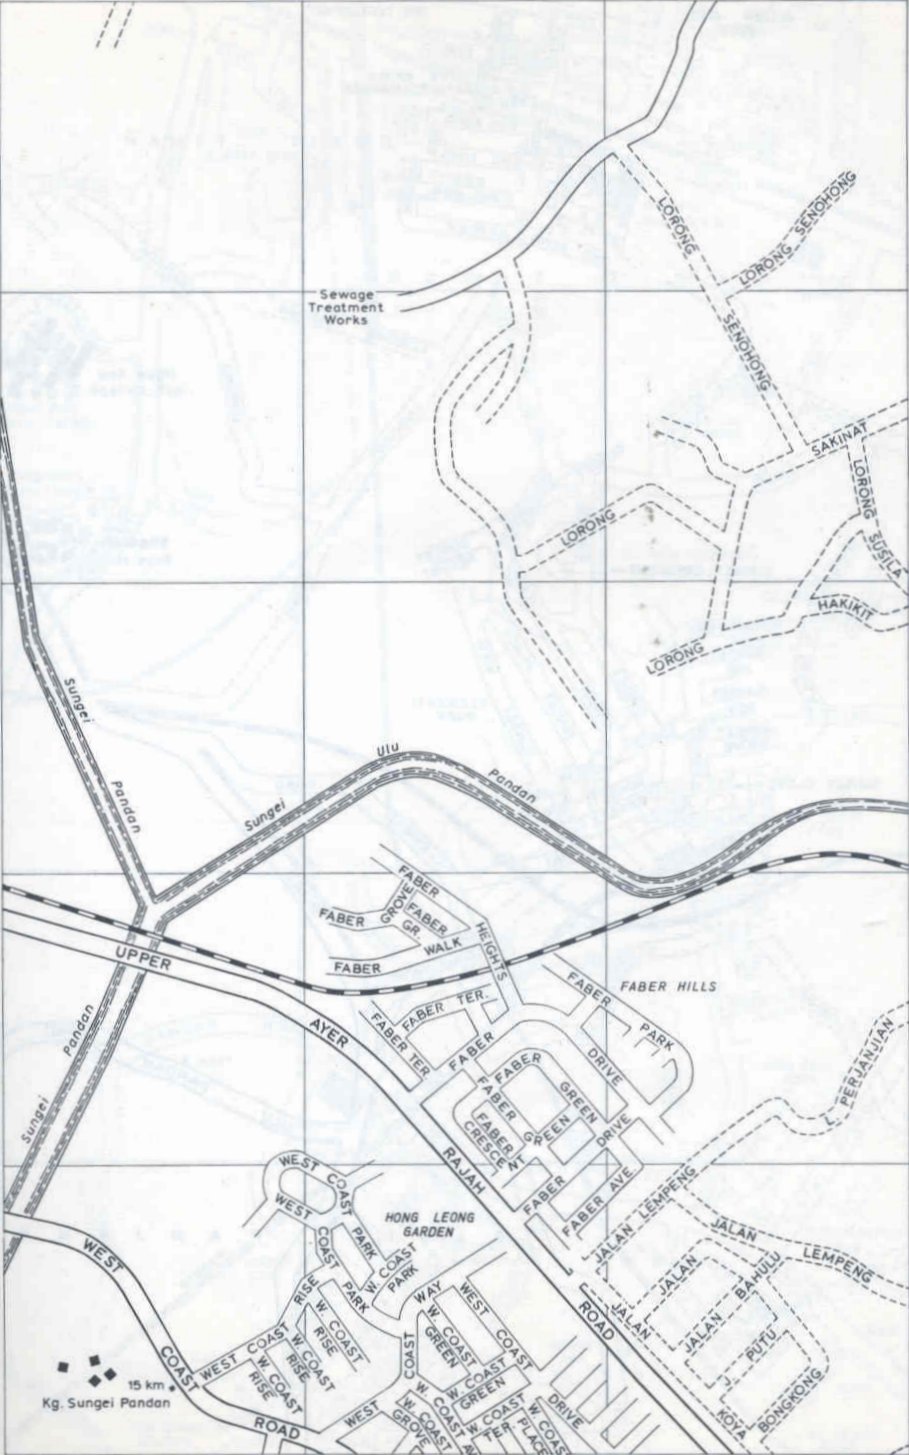 LORONG SENOHONG
LORONG
SENOHONG
Sewage
Treatment
Works
SAKINAT
LORONG SUSILA
LORONG
HAKIKIT
LORONG
Sungei
Pandan
Sungei
Ulu
Pandan
FABER
HEIGHTS
FABER
GROVE
FABER
GR
FABER
WALK
FABER HILLS
FABER
PARK
UPPER
AYER
RAJAH
ROAD
FABER TER.
FABER TER
FABER
DRIVE
FABER
GREEN
FABER
GREEN
FABER
CRESCENT
FABER
DRIVE
FABER AVE
Sungei
Pandan
PERJANJIAN
JALAN LEMPENG
JALAN
LEMPENG
WEST
COAST
PARK
WEST
COAST
PARK
HONG LEONG
GARDEN
W. COAST
PARK
WEST
COAST
ROAD
WEST COAST
RISE
W. COAST
RISE
W. COAST
RISE
W. COAST
RISE
WEST
COAST
WAY
W. COAST
GREEN
WEST
COAST
DRIVE
W. COAST
GREEN
W. COAST
GROVE
W. COAST A
W. COAST
TER.
W. COAS
PLACE
JALAN
KOYA
JALAN
JALAN
BAHULU
J PUTU
BONGKONG
15 km
Kg. Sungei Pandan